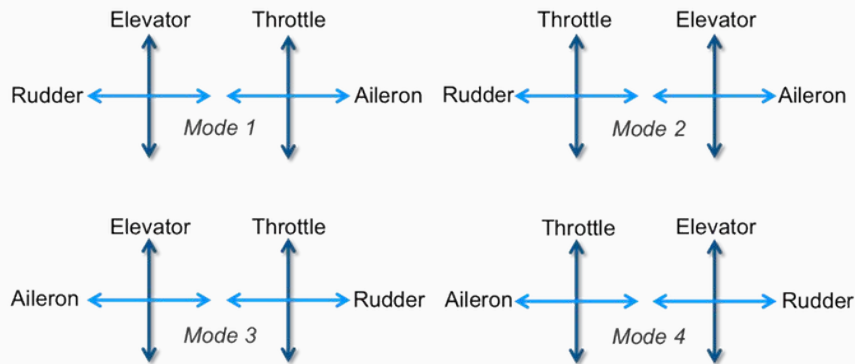 Elevator Throttle
Rudder Aileron
Mode 1
Throttle Elevator
Rudder Aileron
Mode 2
Elevator Throttle
Aileron Rudder
Mode 3
Throttle Elevator
Aileron Rudder
Mode 4